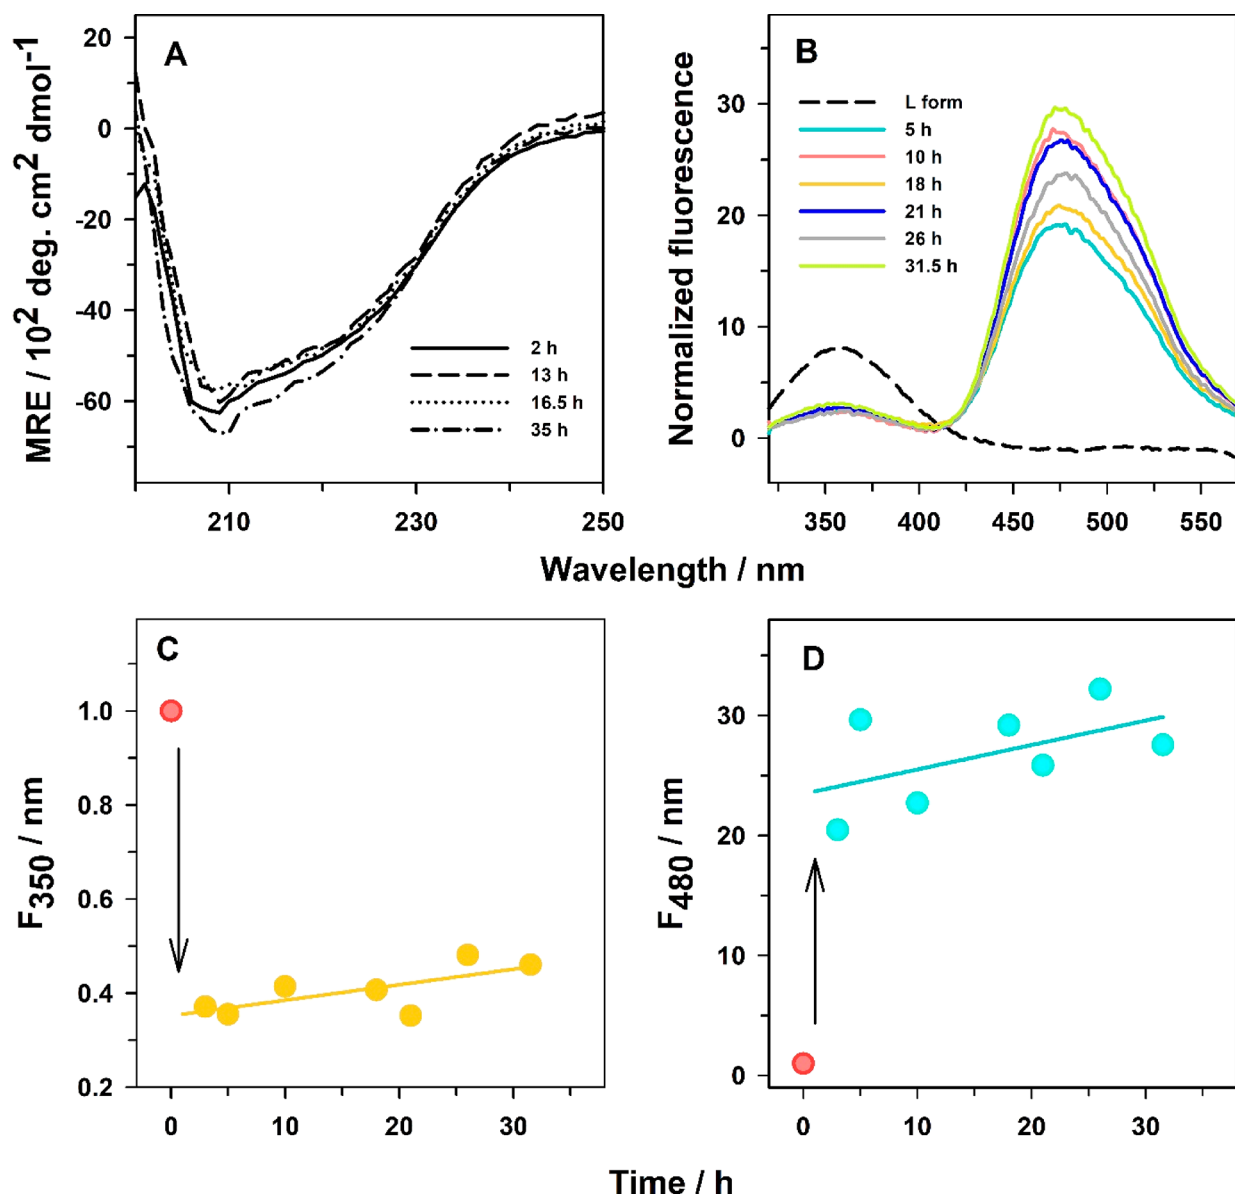 A
MRE / 10² deg. cm² dmol⁻¹
20
0
-20
-40
-60
2 h
13 h
16.5 h
35 h
210
230
250
B
Normalized fluorescence
30
20
10
0
L form
5 h
10 h
18 h
21 h
26 h
31.5 h
350
400
450
500
550
Wavelength / nm
C
F₃₅₀ / nm
1.0
0.8
0.6
0.4
0.2
0
10
20
30
D
F₄₈₀ / nm
30
20
10
0
0
10
20
30
Time / h